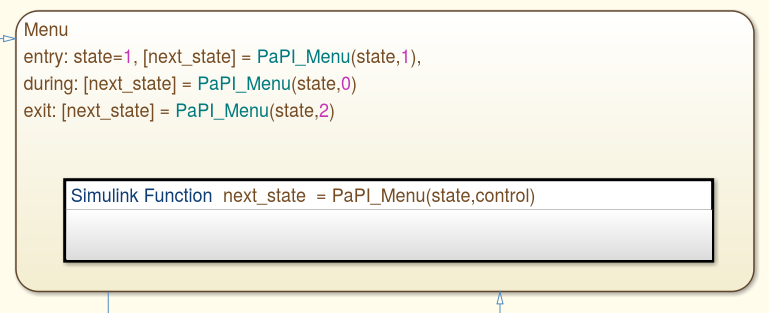 Menu
entry: state=1, [next_state] = PaPI_Menu(state,1),
during: [next_state] = PaPI_Menu(state,0)
exit: [next_state] = PaPI_Menu(state,2)
Simulink Function next_state = PaPI_Menu(state,control)